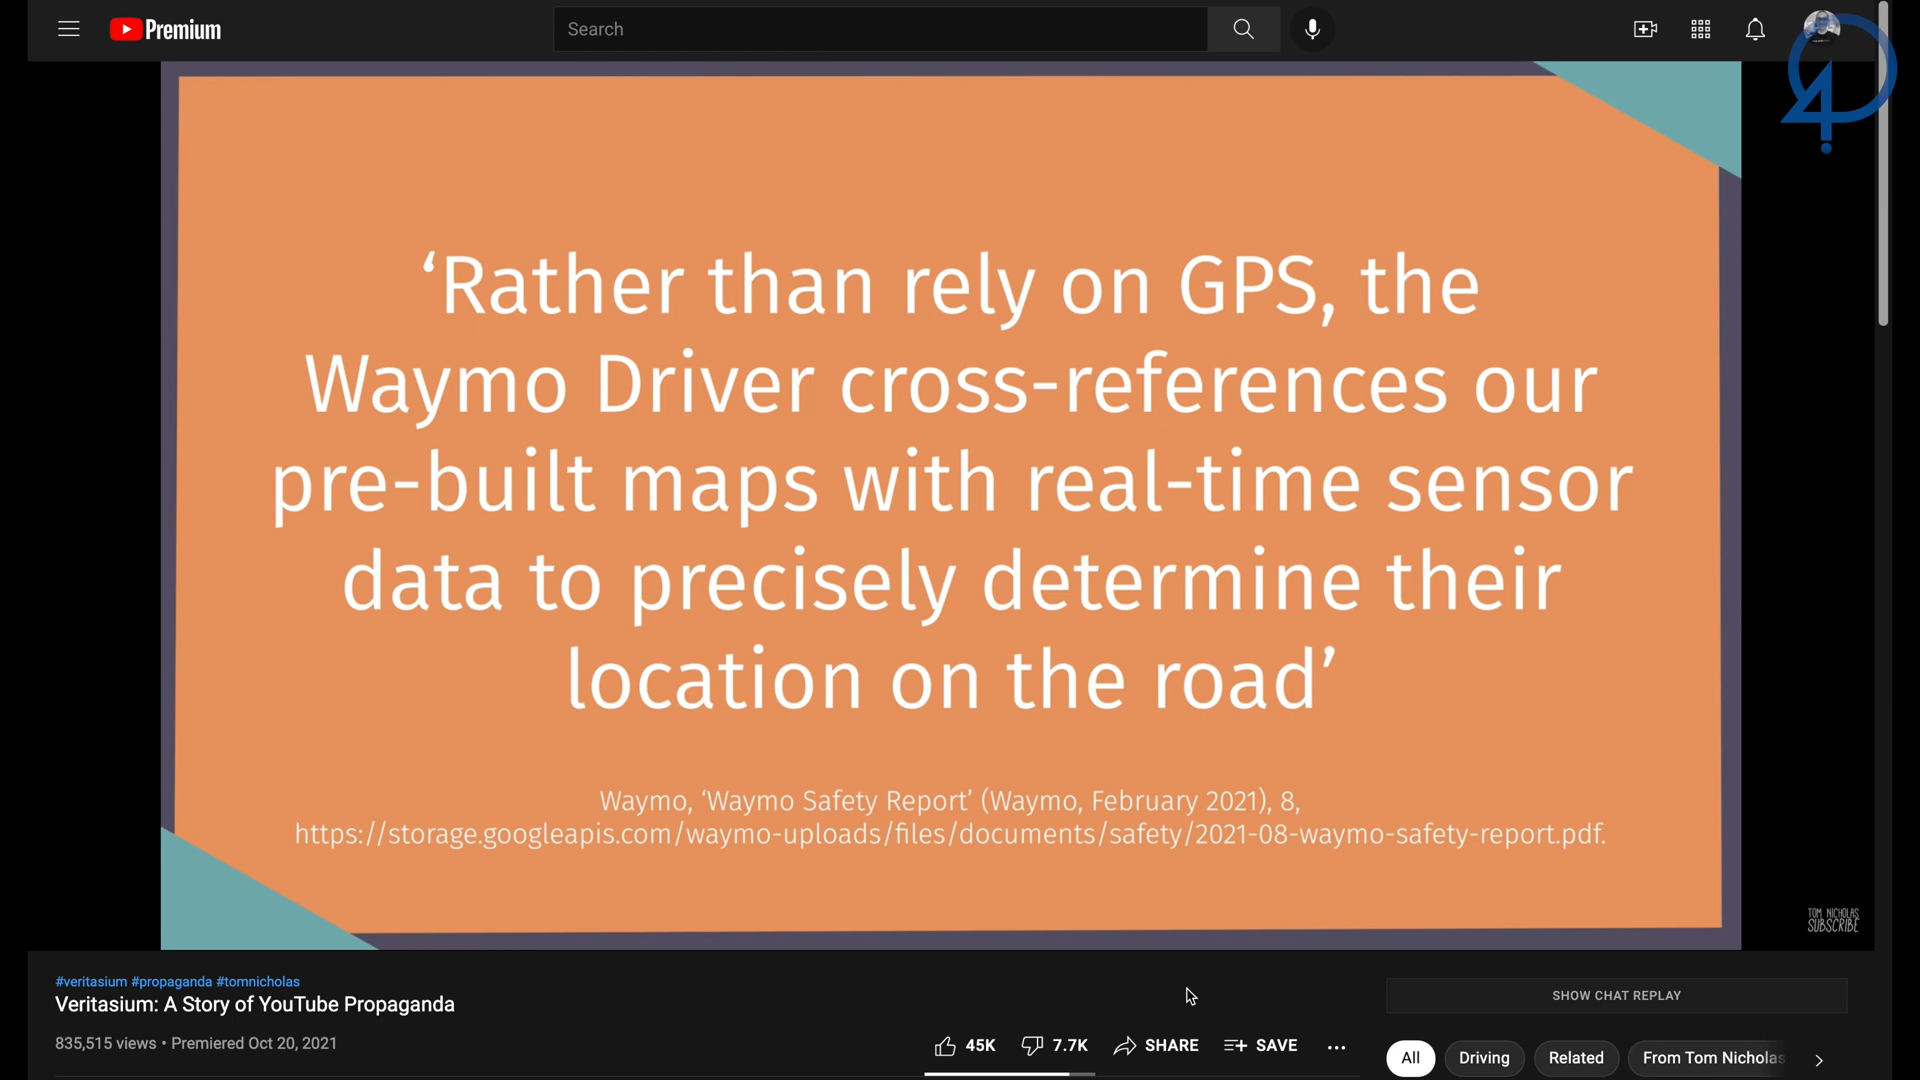 Premium
Search
‘Rather than rely on GPS, the
Waymo Driver cross-references our
pre-built maps with real-time sensor
data to precisely determine their
location on the road’
Waymo, ‘Waymo Safety Report’ (Waymo, February 2021), 8,
https://storage.googleapis.com/waymo-uploads/files/documents/safety/2021-08-waymo-safety-report.pdf.
TOM NICHOLAS
SUBSCRIBE
#veritasium #propaganda #tomnicholas
Veritasium: A Story of YouTube Propaganda
835,515 views • Premiered Oct 20, 2021
45K 7.7K SHARE SAVE
SHOW CHAT REPLAY
All Driving Related From Tom Nicholas